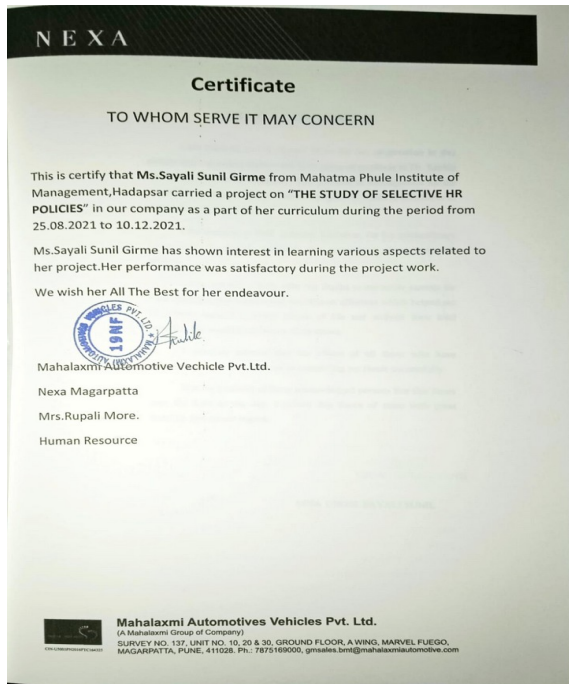 NEXA
Certificate
TO WHOM SERVE IT MAY CONCERN
This is certify that Ms.Sayali Sunil Girme from Mahatma Phule Institute of
Management,Hadapsar carried a project on “THE STUDY OF SELECTIVE HR
POLICIES” in our company as a part of her curriculum during the period from
25.08.2021 to 10.12.2021.
Ms.Sayali Sunil Girme has shown interest in learning various aspects related to
her project.Her performance was satisfactory during the project work.
We wish her All The Best for her endeavour.
19NF
Mahalaxmi Automotive Vechicle Pvt.Ltd.
Nexa Magarpatta
Mrs.Rupali More.
Human Resource
Mahalaxmi Automotives Vehicles Pvt. Ltd.
(A Mahalaxmi Group of Company)
SURVEY NO. 137, UNIT NO. 10, 20 & 30, GROUND FLOOR, A WING, MARVEL FUEGO,
MAGARPATTA, PUNE, 411028. Ph.: 7875169000, gmsales.bmt@mahalaxmiautomotive.com